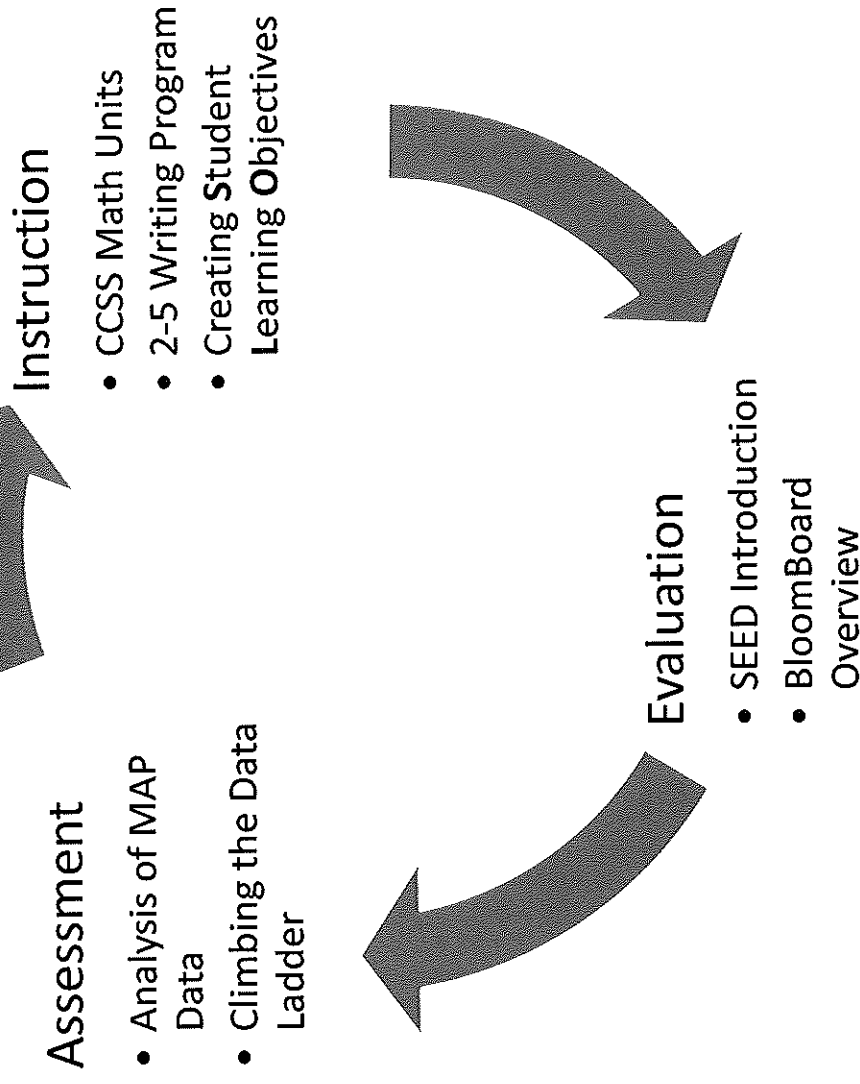 Assessment
• Analysis of MAP
Data
• Climbing the Data
Ladder
Instruction
• CCSS Math Units
• 2-5 Writing Program
• Creating Student
Learning Objectives
Evaluation
• SEED Introduction
• BloomBoard
Overview